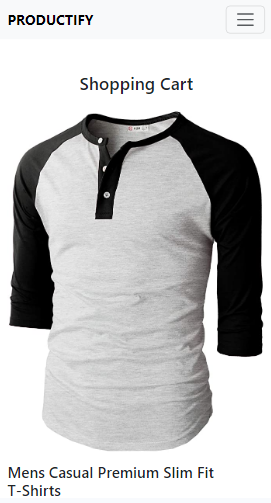 PRODUCTIFY
Shopping Cart
Mens Casual Premium Slim Fit
T-Shirts